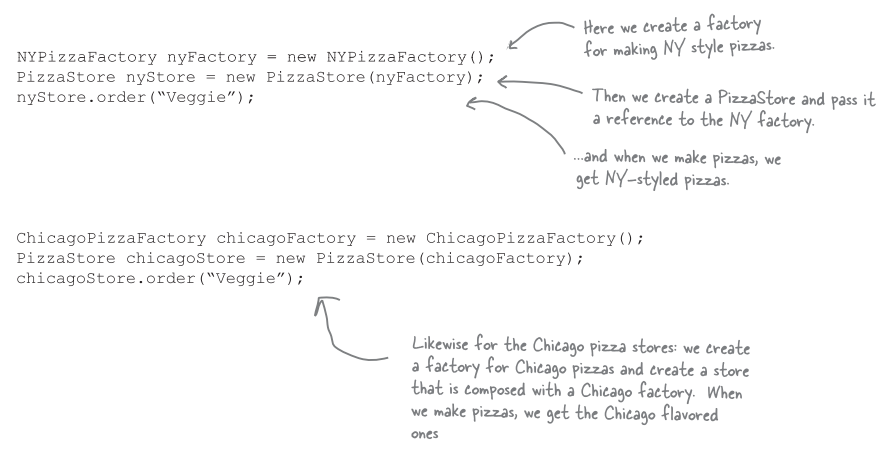 Here we create a factory
for making NY style pizzas.
NYPizzaFactory nyFactory = new NYPizzaFactory();
PizzaStore nyStore = new PizzaStore(nyFactory);
nyStore.order(“Veggie”);
Then we create a PizzaStore and pass it
a reference to the NY factory.
...and when we make pizzas, we
get NY-styled pizzas.
ChicagoPizzaFactory chicagoFactory = new ChicagoPizzaFactory();
PizzaStore chicagoStore = new PizzaStore(chicagoFactory);
chicagoStore.order(“Veggie”);
Likewise for the Chicago pizza stores: we create
a factory for Chicago pizzas and create a store
that is composed with a Chicago factory. When
we make pizzas, we get the Chicago flavored
ones